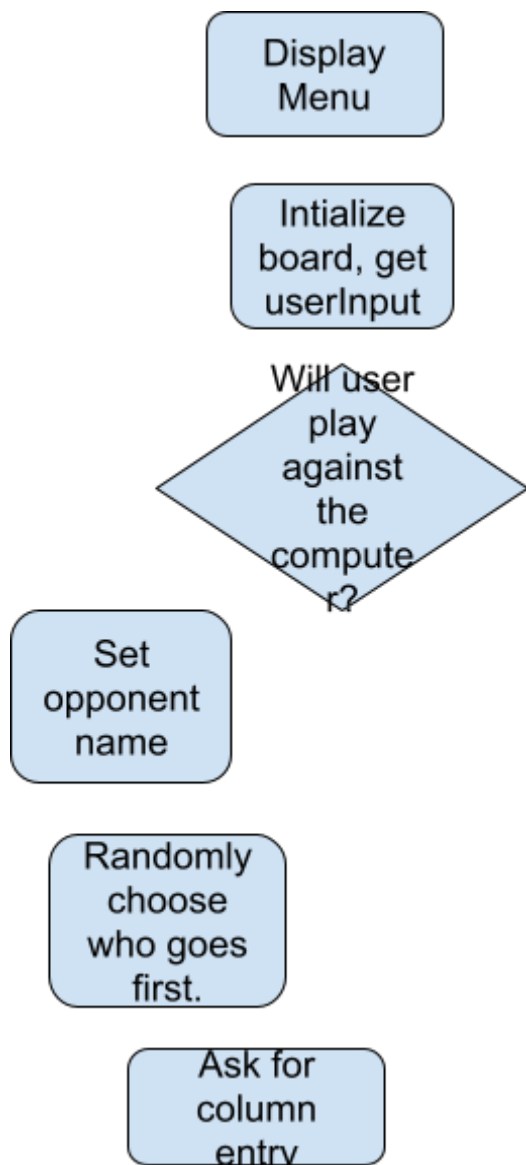 Display
Menu
Intialize
board, get
userInput
Will user
play
against
the
compute
r?
Set
opponent
name
Randomly
choose
who goes
first.
Ask for
column
entry